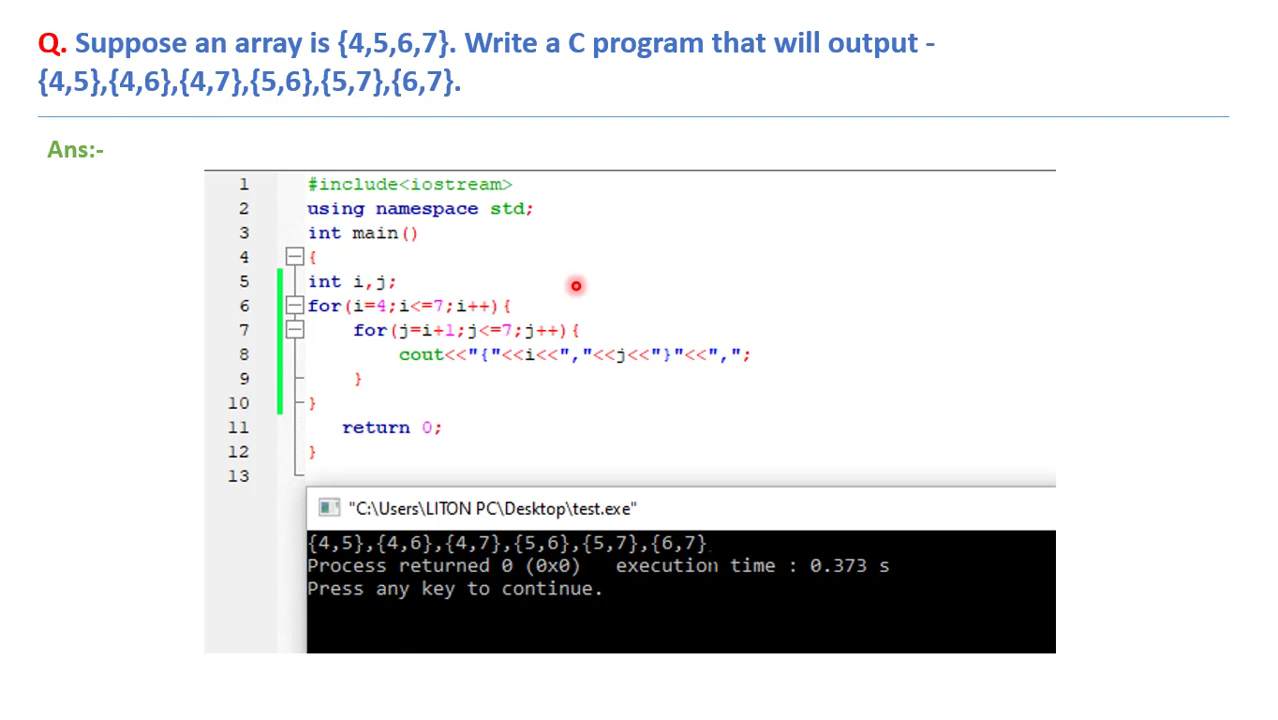 Q. Suppose an array is {4,5,6,7}. Write a C program that will output -
{4,5},{4,6},{4,7},{5,6},{5,7},{6,7}.
Ans:-
1 #include<iostream>
2 using namespace std;
3 int main()
4 {
5 int i,j;
6 for(i=4;i<=7;i++){
7 for(j=i+1;j<=7;j++){
8 cout<<"{"<<i<<","<<j<<"}"<<",";
9 }
10 }
11 return 0;
12 }
13
"C:\Users\LITON PC\Desktop\test.exe"
{4,5},{4,6},{4,7},{5,6},{5,7},{6,7}
Process returned 0 (0x0) execution time : 0.373 s
Press any key to continue.